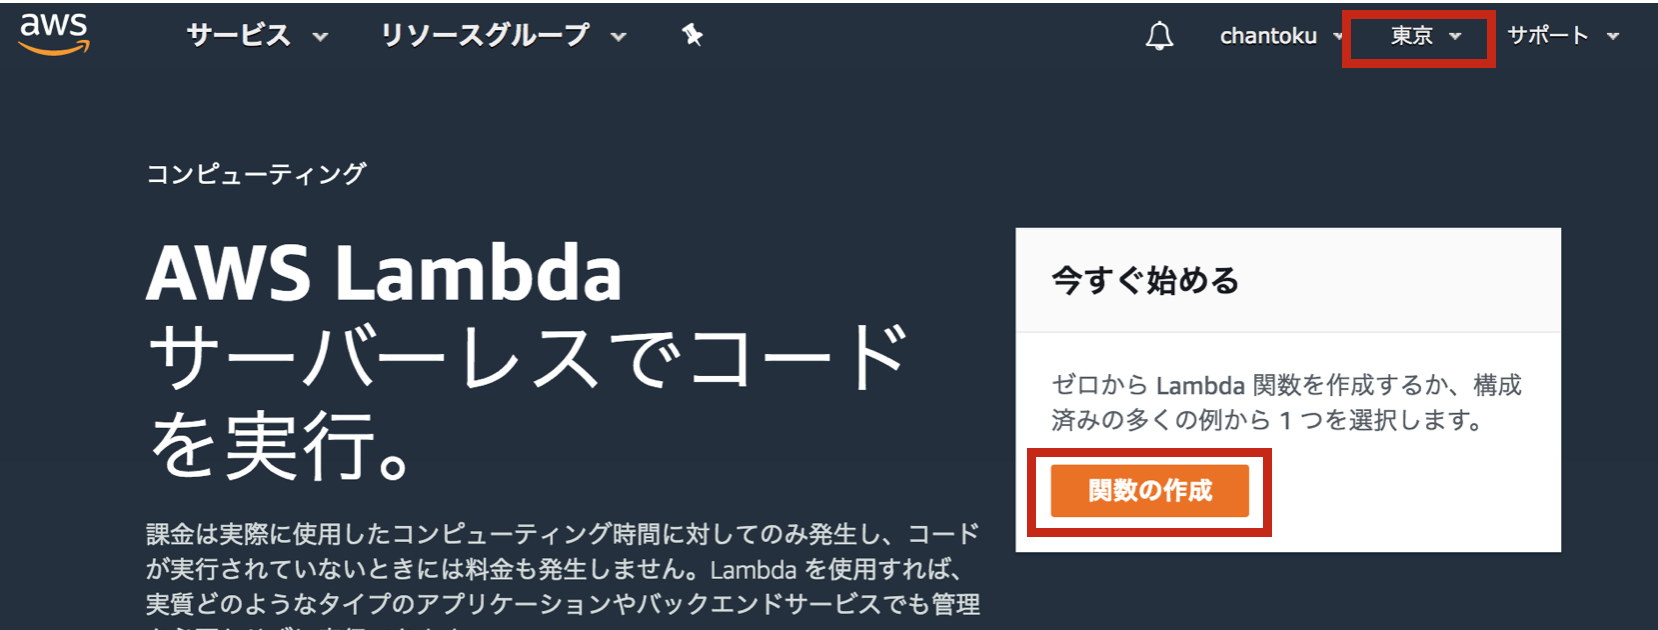 aws
サービス
リソースグループ
chantoku
東京
サポート
コンピューティング
AWS Lambda
サーバーレスでコード
を実行。
課金は実際に使用したコンピューティング時間に対してのみ発生し、コード
が実行されていないときには料金も発生しません。Lambda を使用すれば、
実質どのようなタイプのアプリケーションやバックエンドサービスでも管理
今すぐ始める
ゼロから Lambda 関数を作成するか、構成
済みの多くの例から 1 つを選択します。
関数の作成